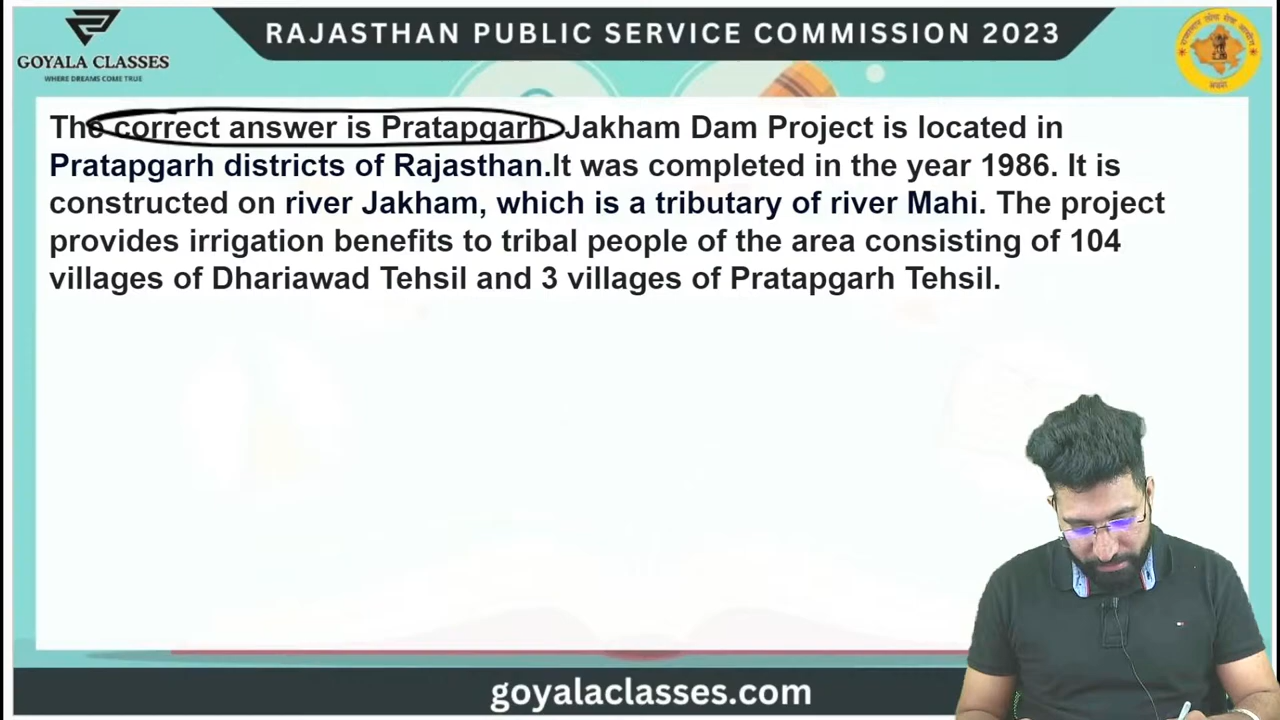 RAJASTHAN PUBLIC SERVICE COMMISSION 2023
GOYALA CLASSES
WHERE DREAMS COME TRUE
The correct answer is Pratapgarh. Jakham Dam Project is located in
Pratapgarh districts of Rajasthan.It was completed in the year 1986. It is
constructed on river Jakham, which is a tributary of river Mahi. The project
provides irrigation benefits to tribal people of the area consisting of 104
villages of Dhariawad Tehsil and 3 villages of Pratapgarh Tehsil.
goyalaclasses.com